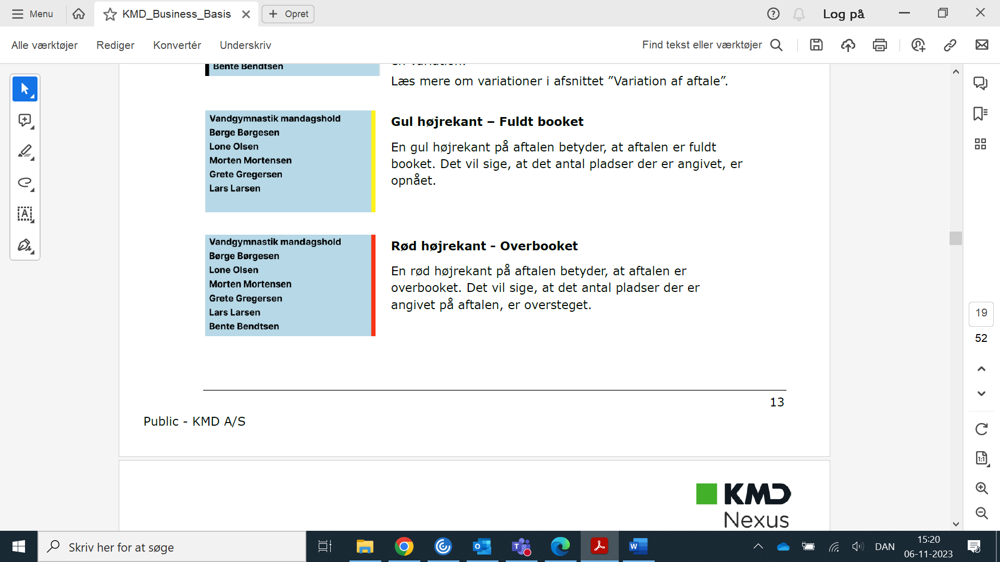 Menu
KMD_Business_Basis
Opret
Log på
Alle værktøjer
Rediger
Konvertér
Underskriv
Find tekst eller værktøjer
Bente Bendtsen
en variation.
Læs mere om variationer i afsnittet ”Variation af aftale”.
Vandgymnastik mandagshold
Børge Børgesen
Lone Olsen
Morten Mortensen
Grete Gregersen
Lars Larsen
Gul højrekant – Fuldt booket
En gul højrekant på aftalen betyder, at aftalen er fuldt
booket. Det vil sige, at det antal pladser der er angivet, er
opnået.
Vandgymnastik mandagshold
Børge Børgesen
Lone Olsen
Morten Mortensen
Grete Gregersen
Lars Larsen
Bente Bendtsen
Rød højrekant - Overbooket
En rød højrekant på aftalen betyder, at aftalen er
overbooket. Det vil sige, at det antal pladser der er
angivet på aftalen, er oversteget.
13
Public - KMD A/S
KMD
Nexus
19
52
Skriv her for at søge
DAN
15:20
06-11-2023